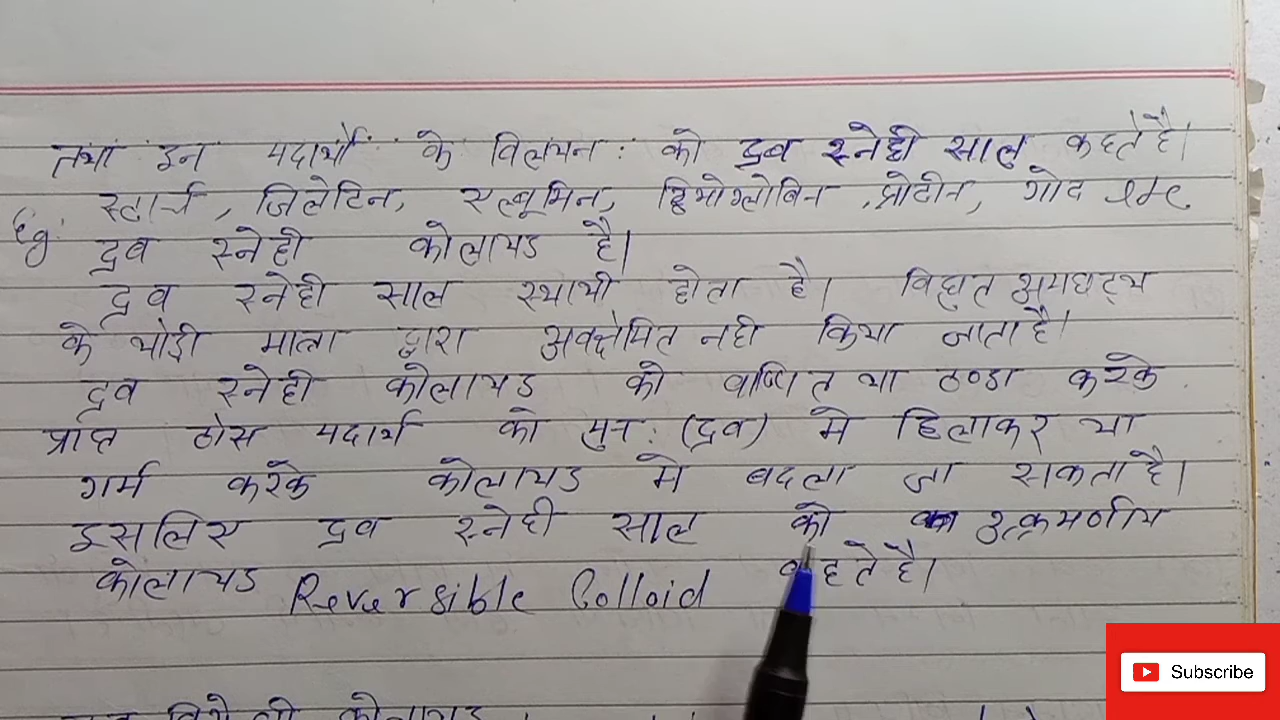 तथा इन पदार्थो के विलयन : को द्रव स्नेही साल कहते है।
Eg. स्टार्च, जिलेटिन, एल्बूमिन, हिमोग्लोबिन, प्रोटीन, गोंद etc
द्रव स्नेही कोलायड है।
द्रव स्नेही साल स्थायी होता है। विद्युत अपघट्य
के थोड़ी मात्रा द्वारा अवक्षेपित नही किया जाता है।
द्रव स्नेही कोलायड को वाष्पित या ठण्डा करके
प्राप्त ठोस पदार्थ को पुन: (द्रव) मे हिलाकर या
गर्म करके कोलायड मे बदला जा सकता है।
इसलिए द्रव स्नेही साल को उत्क्रमणीय
कोलायड Reversible Colloid कहते है।
कोलायड
Subscribe